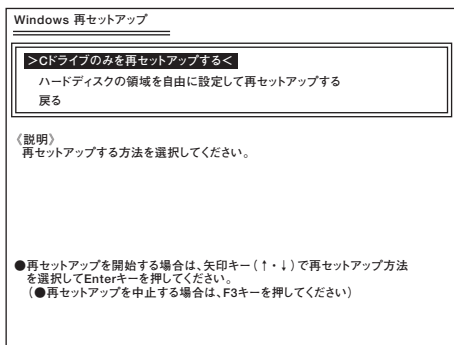 Windows 再セットアップ
>Cドライブのみを再セットアップする<
ハードディスクの領域を自由に設定して再セットアップする
戻る
《説明》
再セットアップする方法を選択してください。
●再セットアップを開始する場合は、矢印キー(↑・↓)で再セットアップ方法
を選択してEnterキーを押してください。
(●再セットアップを中止する場合は、F3キーを押してください)